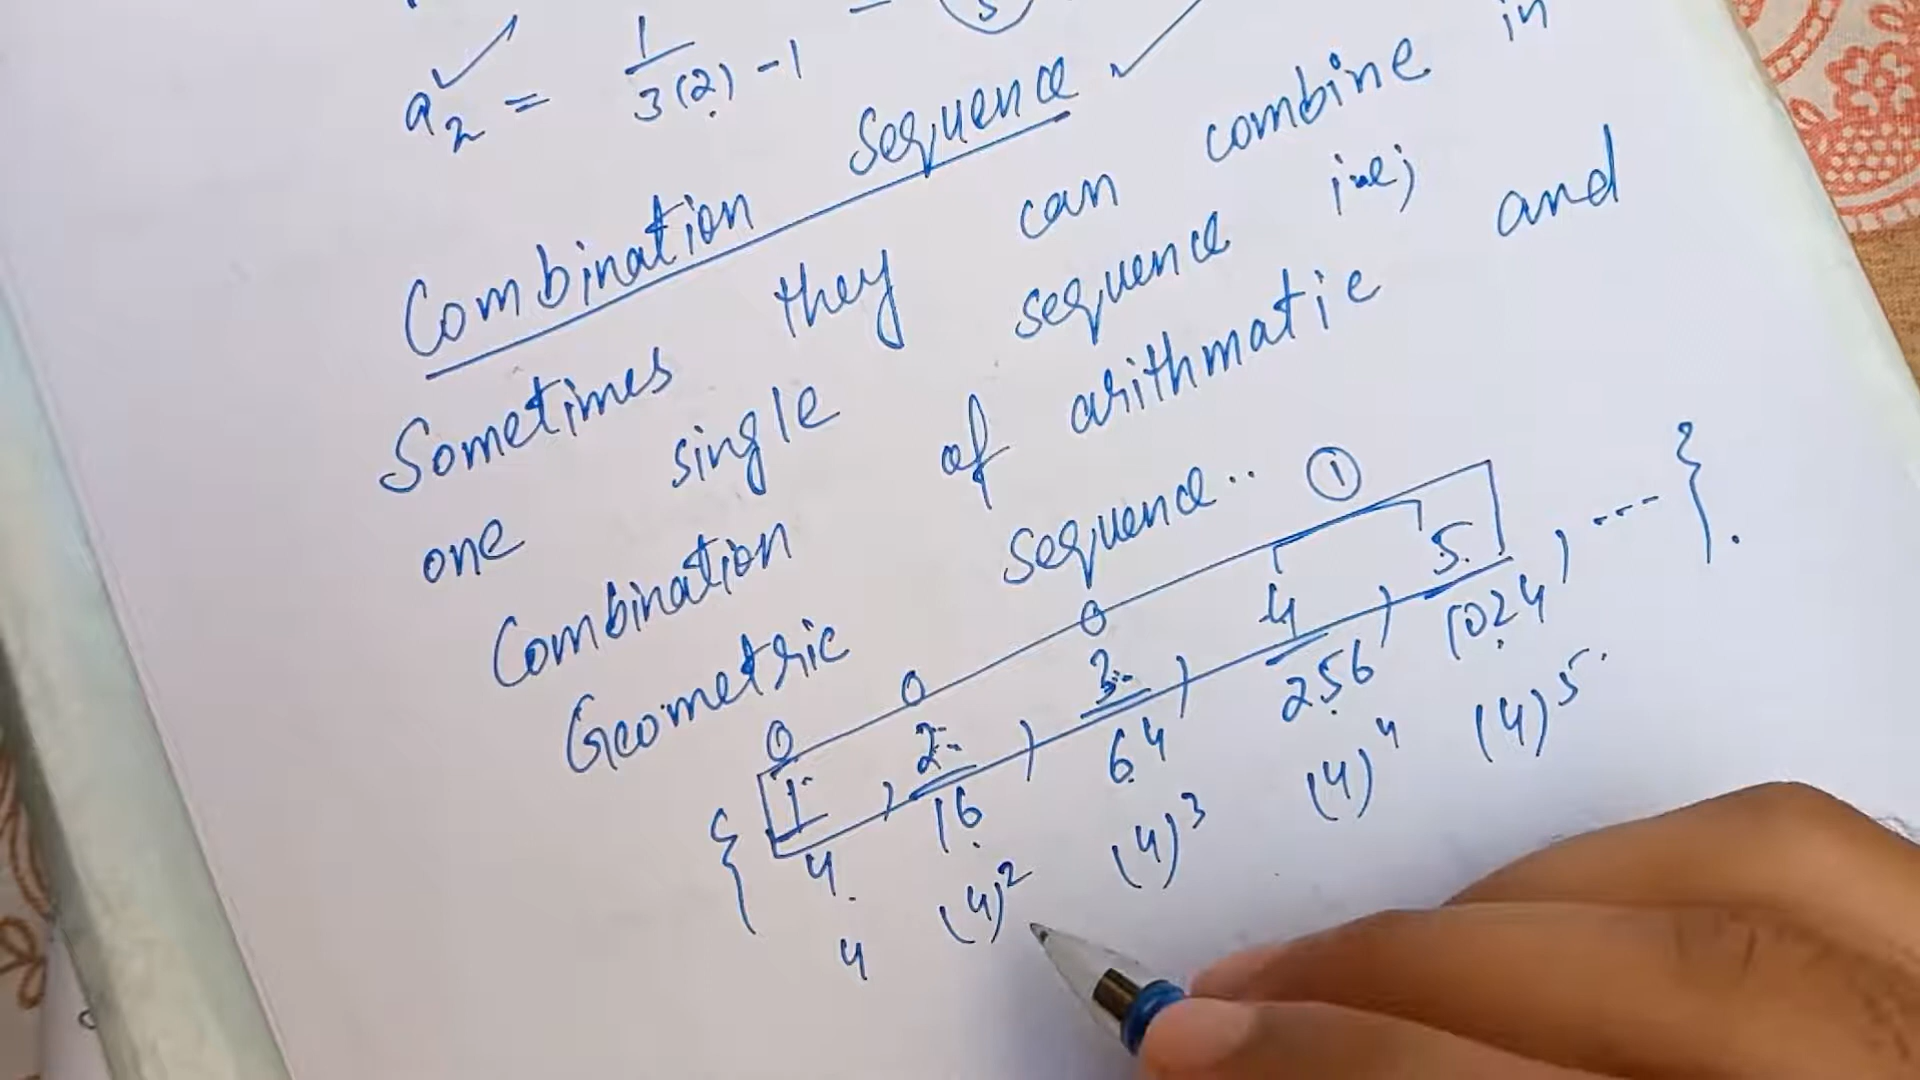 a₂ = 1/3(2)-1 =
Combination Sequence
Sometimes they can combine in
one single sequence i.e;
Combination of arithmatic and
Geometric Sequence.. ①
{ 1/4, 2/16, 3/64, 4/256, 5/1024, ---- }.
4 (4)² (4)³ (4)⁴ (4)⁵.